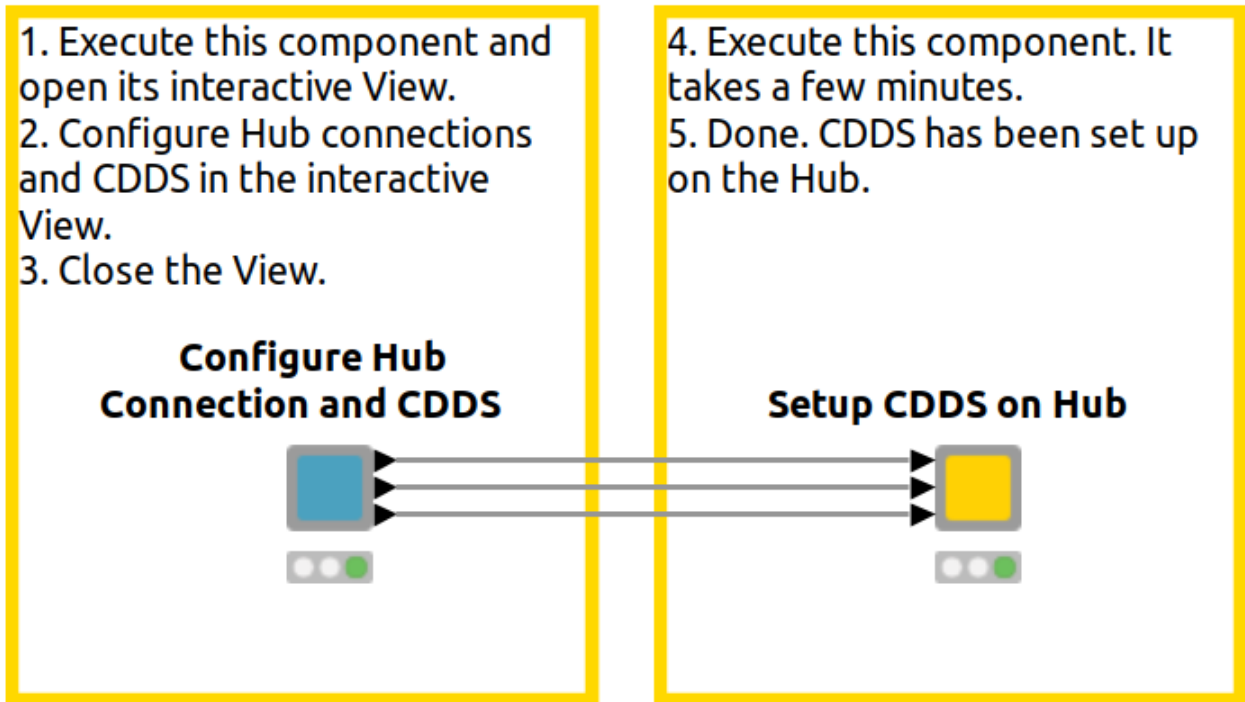 1. Execute this component and
open its interactive View.
2. Configure Hub connections
and CDDS in the interactive
View.
3. Close the View.
Configure Hub
Connection and CDDS
4. Execute this component. It
takes a few minutes.
5. Done. CDDS has been set up
on the Hub.
Setup CDDS on Hub